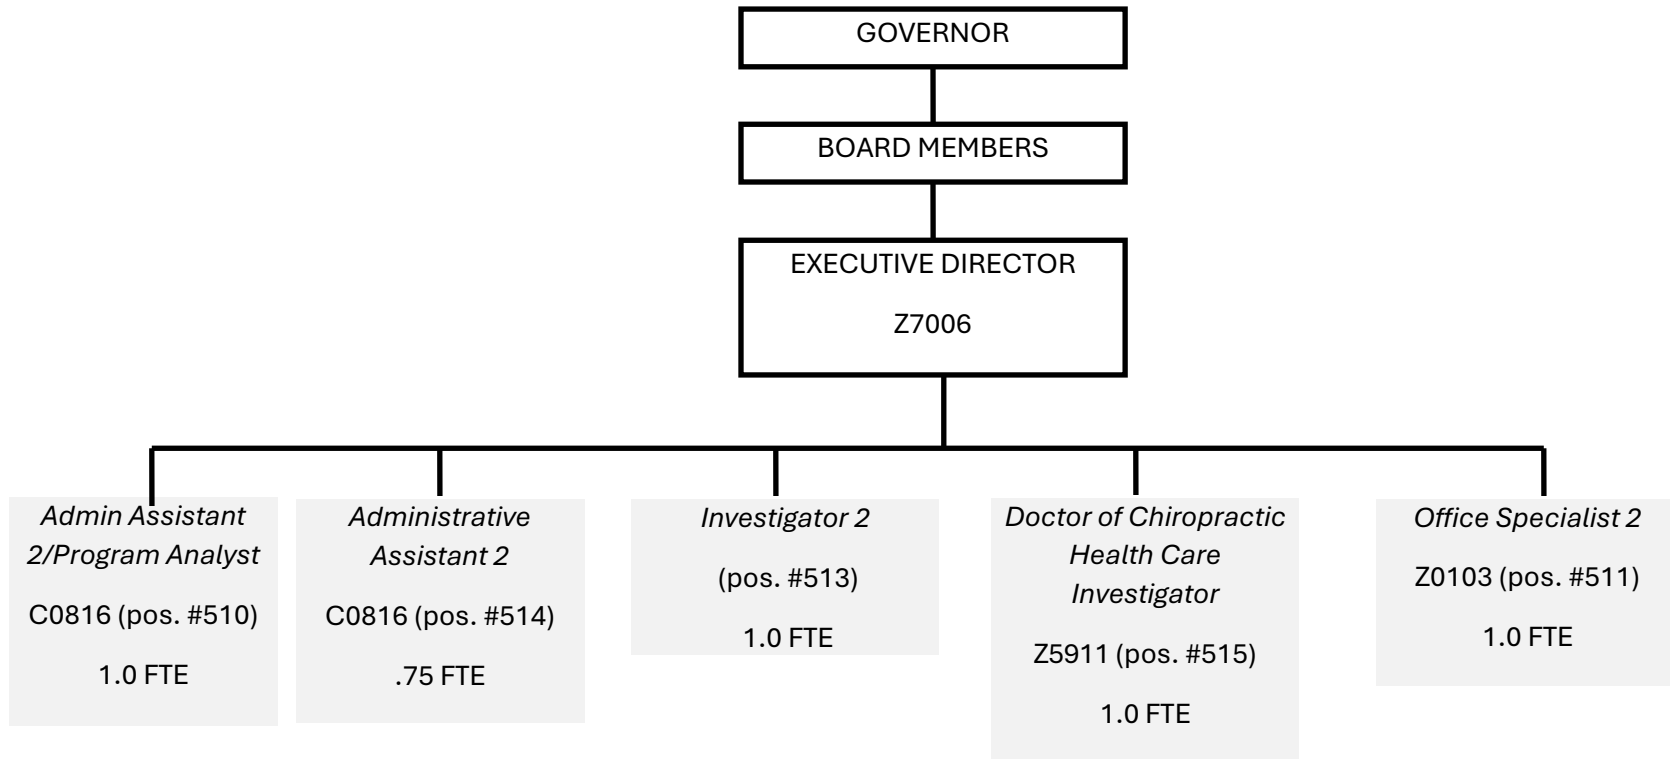 GOVERNOR
BOARD MEMBERS
EXECUTIVE DIRECTOR
Z7006
Admin Assistant
2/Program Analyst
C0816 (pos. #510)
1.0 FTE
Administrative
Assistant 2
C0816 (pos. #514)
.75 FTE
Investigator 2
(pos. #513)
1.0 FTE
Doctor of Chiropractic
Health Care
Investigator
Z5911 (pos. #515)
1.0 FTE
Office Specialist 2
Z0103 (pos. #511)
1.0 FTE